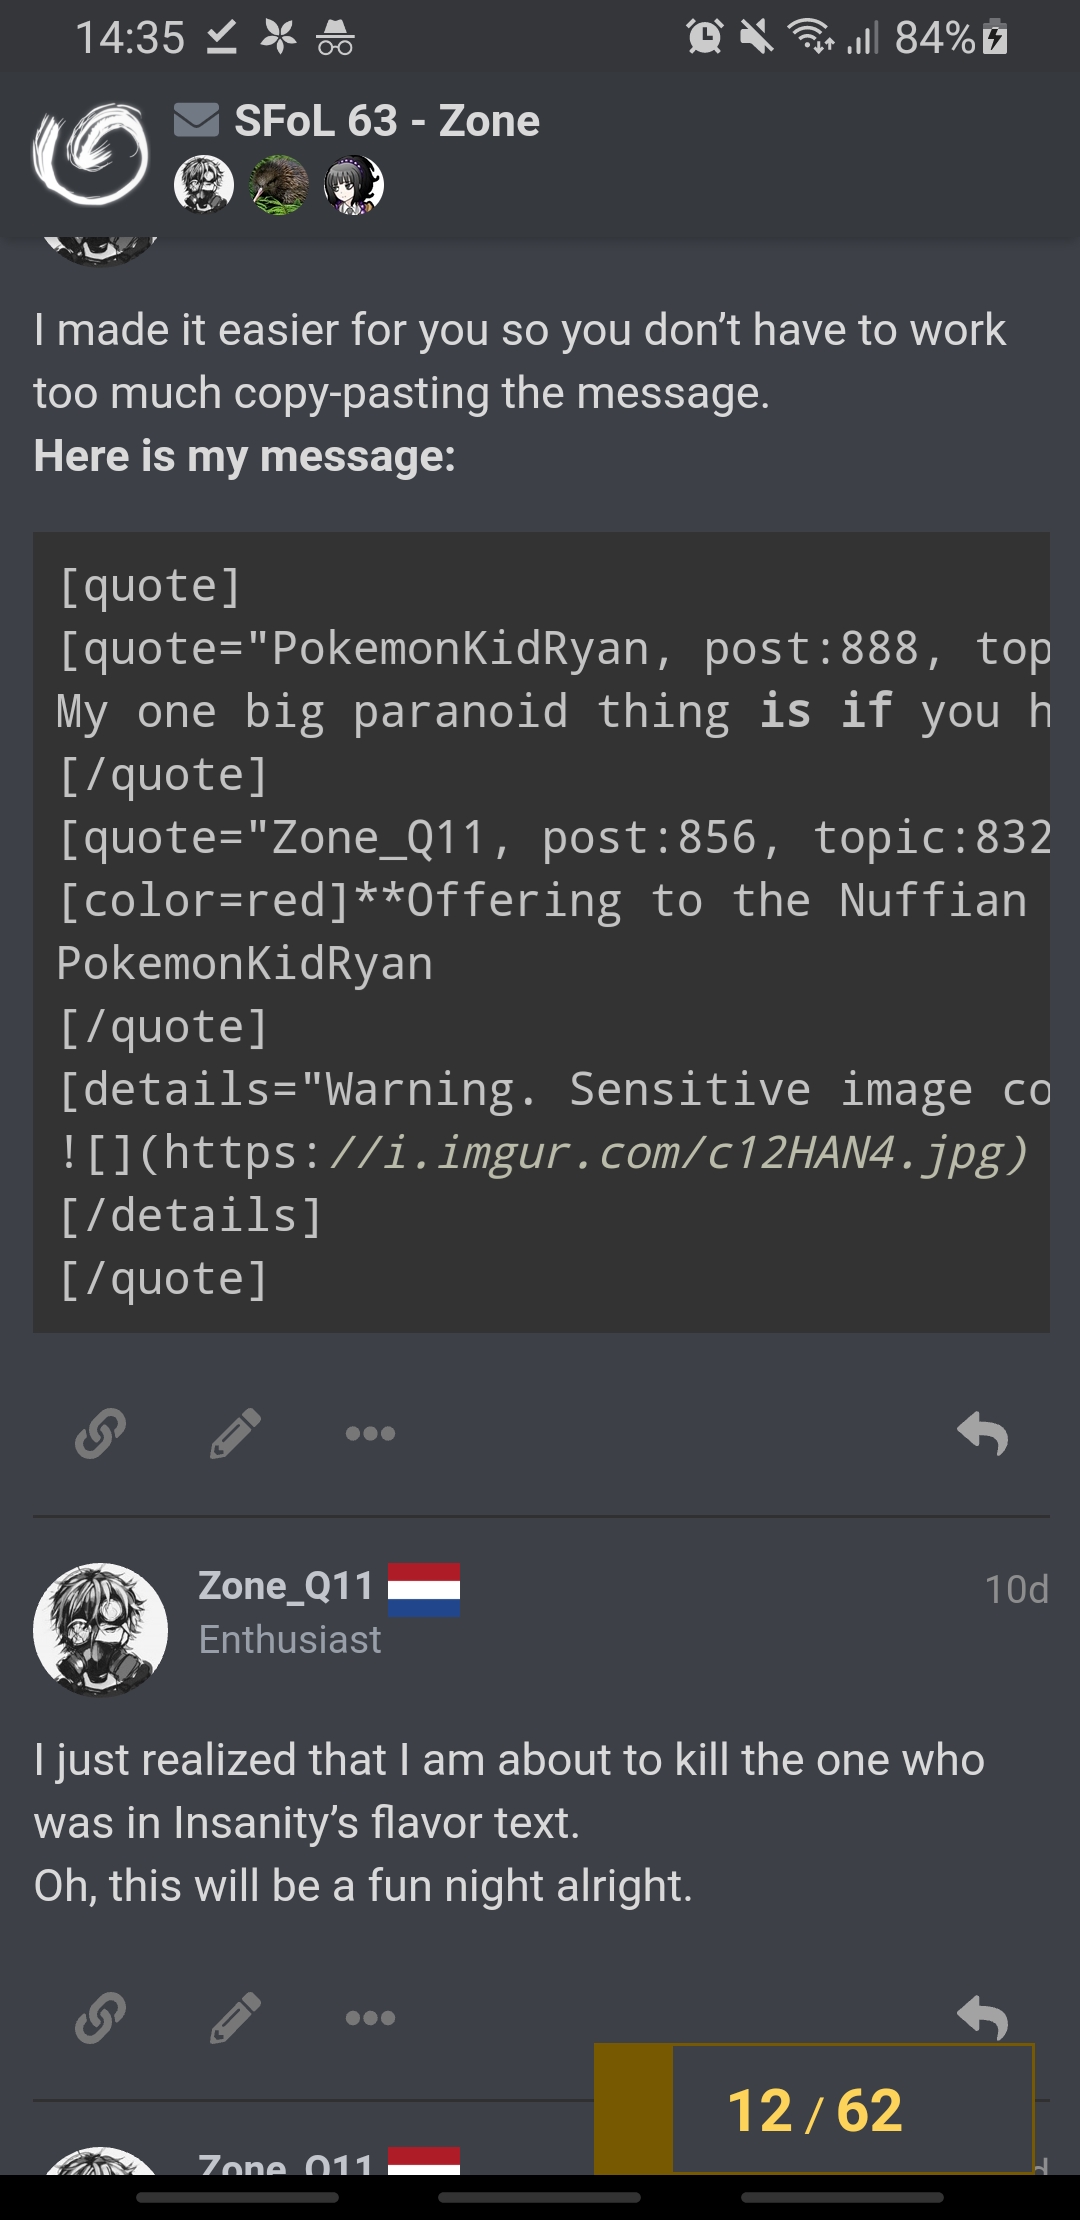 14:35
84%
SFoL 63 - Zone
I made it easier for you so you don’t have to work
too much copy-pasting the message.
Here is my message:
[quote]
[quote="PokemonKidRyan, post:888, top
My one big paranoid thing is if you h
[/quote]
[quote="Zone_Q11, post:856, topic:832
[color=red]**Offering to the Nuffian
PokemonKidRyan
[/quote]
[details="Warning. Sensitive image co
![](https://i.imgur.com/c12HAN4.jpg)
[/details]
[/quote]
Zone_Q11
10d
Enthusiast
I just realized that I am about to kill the one who
was in Insanity’s flavor text.
Oh, this will be a fun night alright.
12 / 62
Zone_Q11